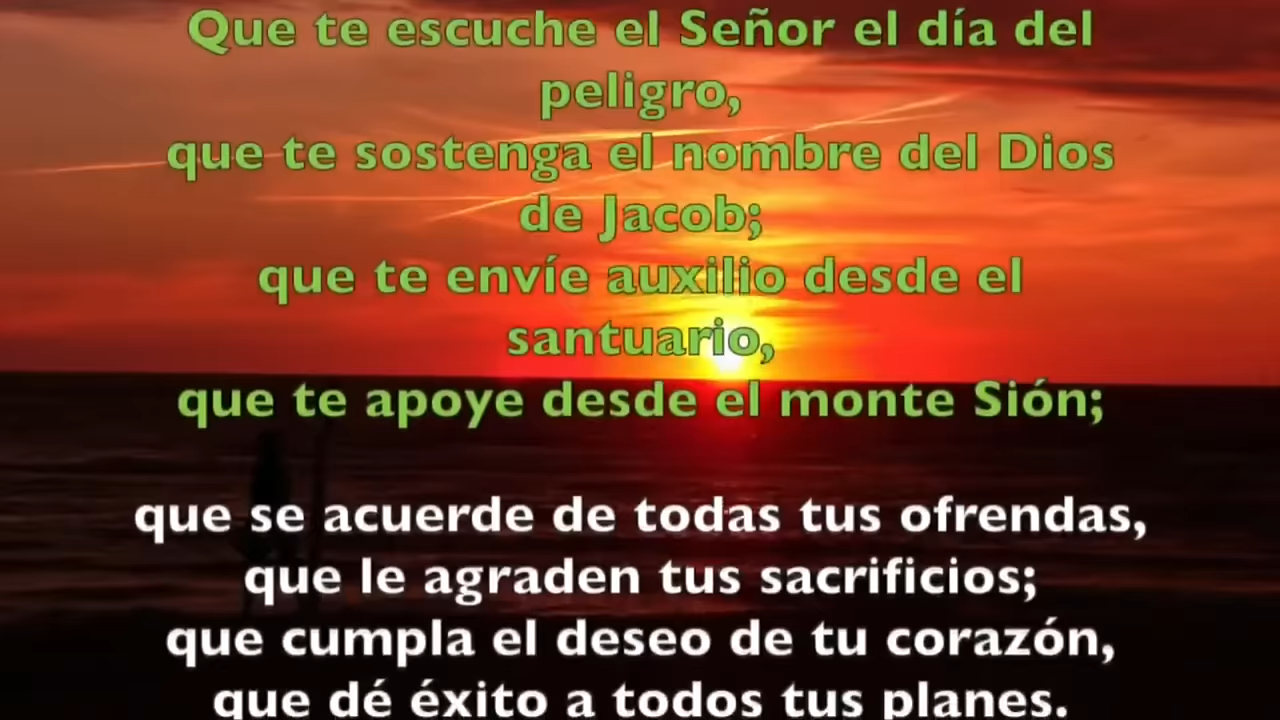 Que te escuche el Señor el día del
peligro,
que te sostenga el nombre del Dios
de Jacob;
que te envíe auxilio desde el
santuario,
que te apoye desde el monte Sión;
que se acuerde de todas tus ofrendas,
que le agraden tus sacrificios;
que cumpla el deseo de tu corazón,
que dé éxito a todos tus planes.